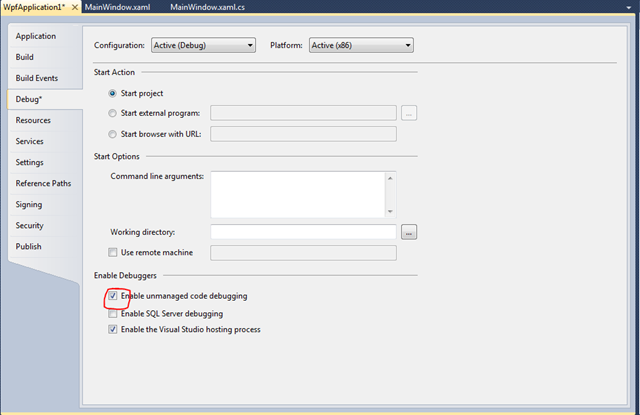 WpfApplication1* × MainWindow.xaml MainWindow.xaml.cs
Application
Build
Build Events
Debug*
Resources
Services
Settings
Reference Paths
Signing
Security
Publish
Configuration: Active (Debug) Platform: Active (x86)
Start Action
Start project
Start external program: ...
Start browser with URL:
Start Options
Command line arguments:
Working directory: ...
Use remote machine
Enable Debuggers
Enable unmanaged code debugging
Enable SQL Server debugging
Enable the Visual Studio hosting process